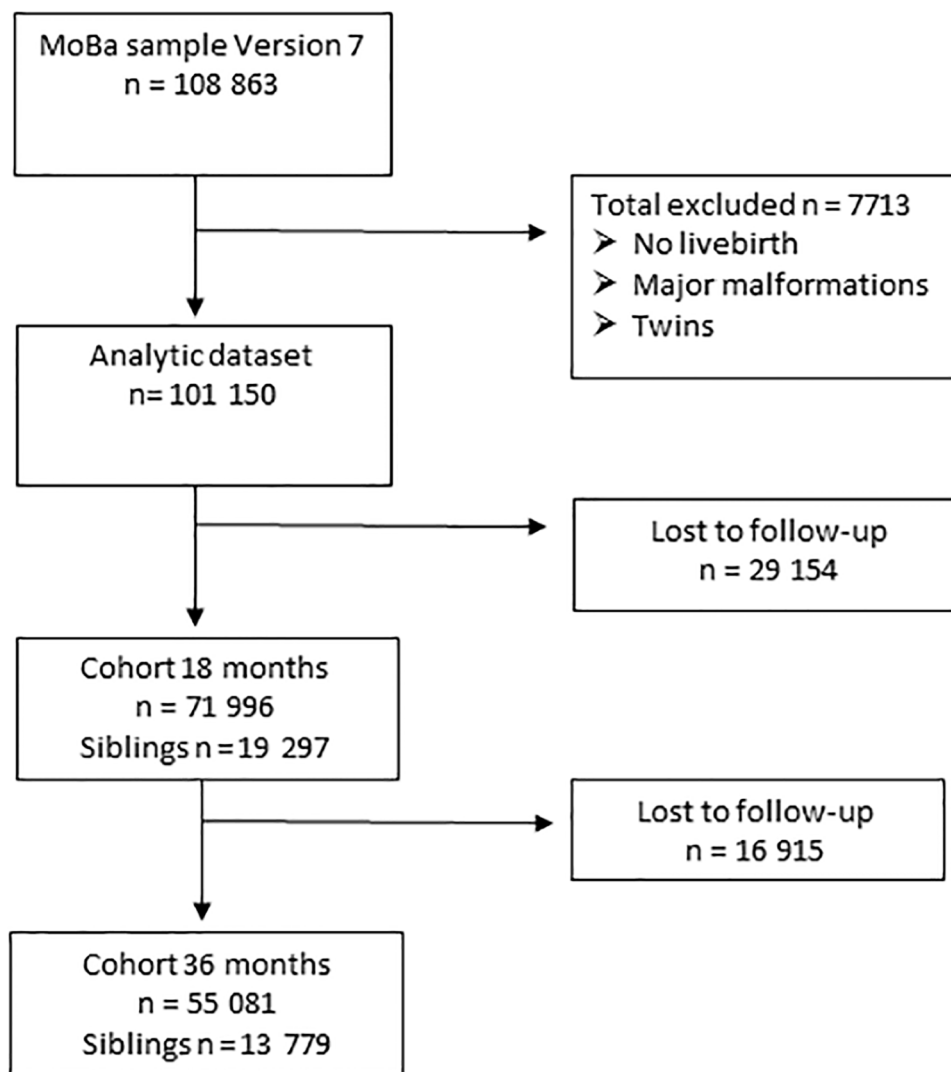 MoBa sample Version 7
n = 108 863
Total excluded n = 7713
➢ No livebirth
➢ Major malformations
➢ Twins
Analytic dataset
n= 101 150
Lost to follow-up
n = 29 154
Cohort 18 months
n = 71 996
Siblings n =19 297
Lost to follow-up
n = 16 915
Cohort 36 months
n = 55 081
Siblings n =13 779